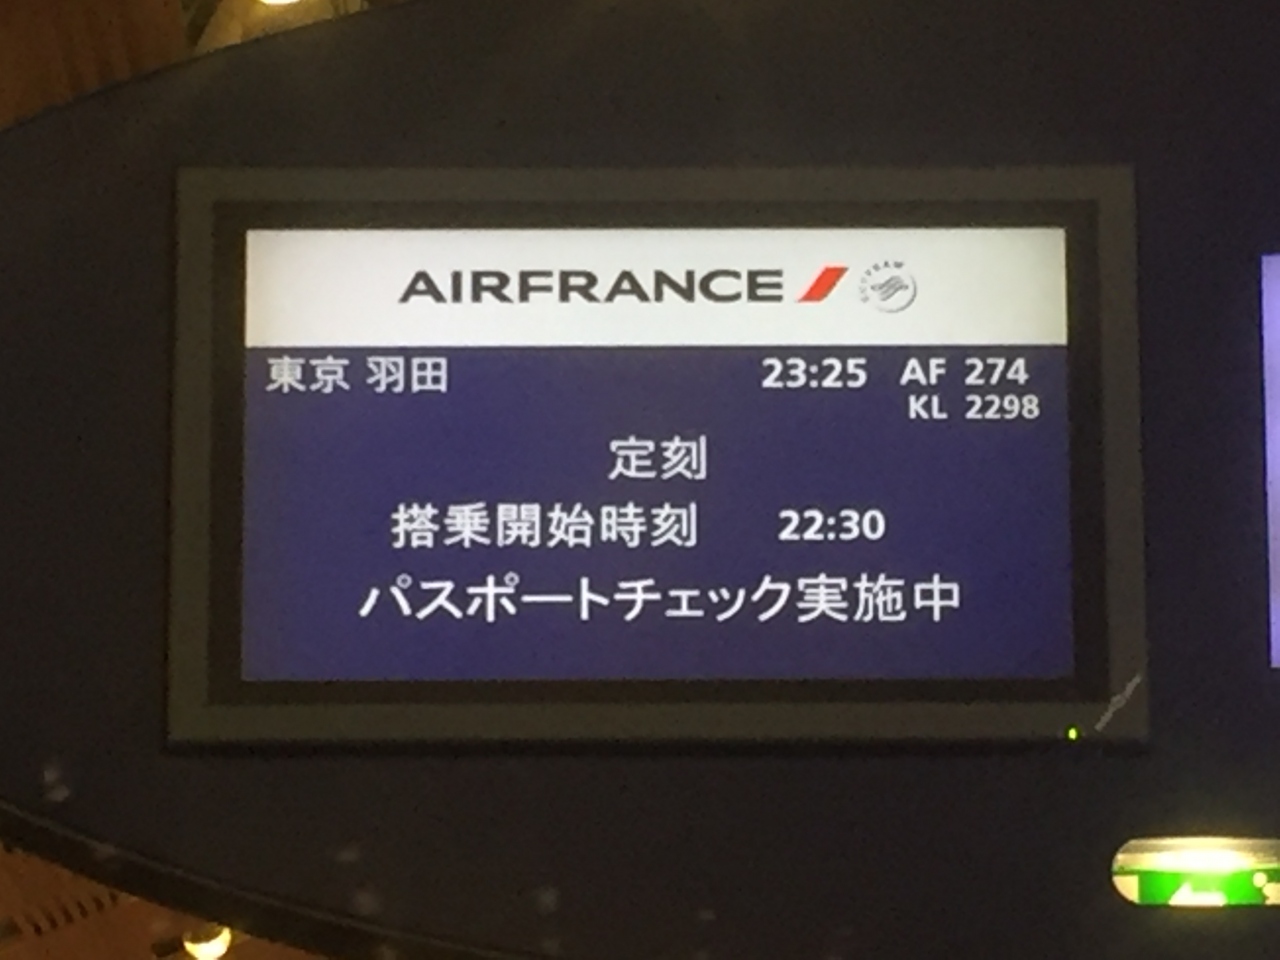 AIRFRANCE
東京 羽田 23:25 AF 274
KL 2298
定刻
搭乗開始時刻 22:30
パスポートチェック実施中